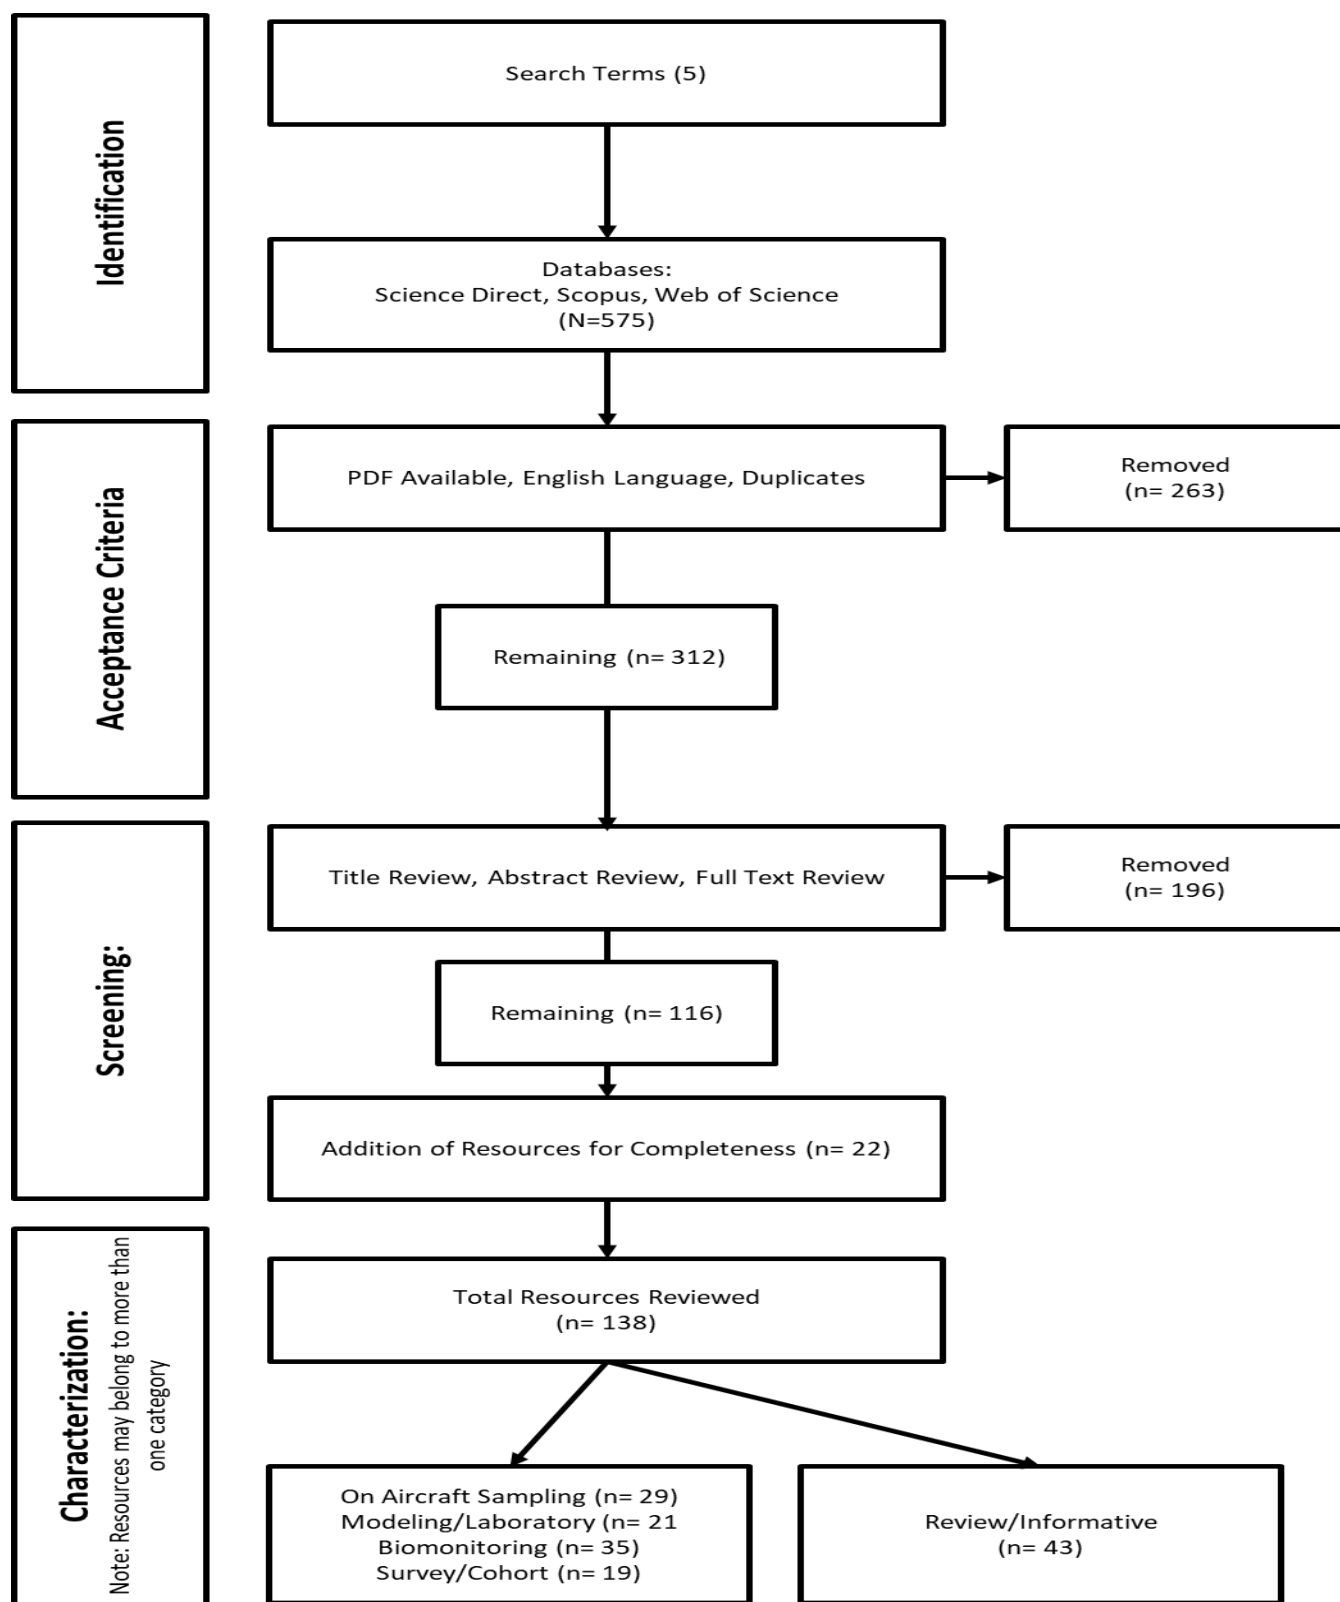 Identification
Search Terms (5)
Databases:
Science Direct, Scopus, Web of Science
(N=575)
Acceptance Criteria
PDF Available, English Language, Duplicates
Removed
(n= 263)
Remaining (n= 312)
Screening:
Title Review, Abstract Review, Full Text Review
Removed
(n= 196)
Remaining (n= 116)
Addition of Resources for Completeness (n= 22)
Characterization:
Note: Resources may belong to more than
one category
Total Resources Reviewed
(n= 138)
On Aircraft Sampling (n= 29)
Modeling/Laboratory (n= 21
Biomonitoring (n= 35)
Survey/Cohort (n= 19)
Review/Informative
(n= 43)